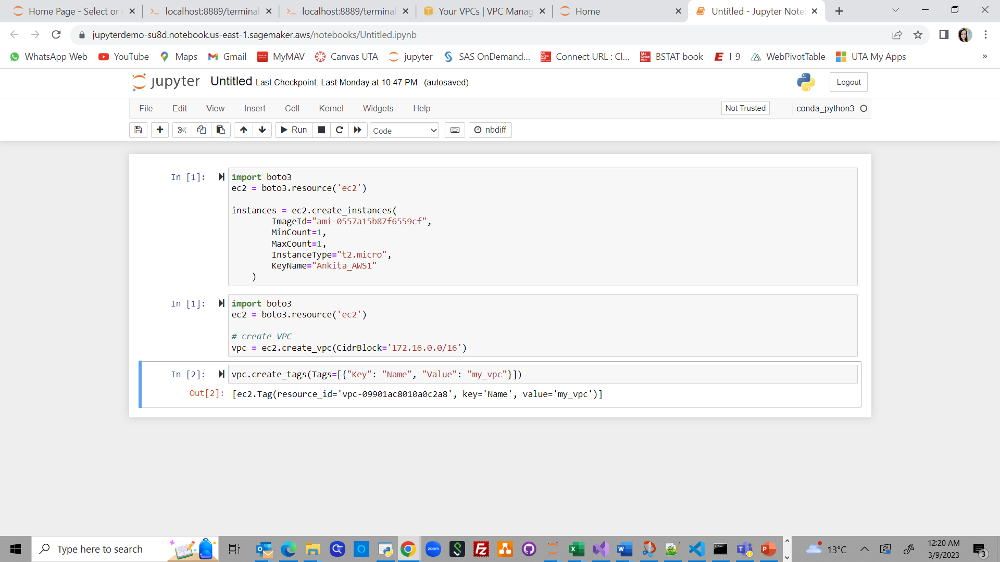 Home Page - Select or c
localhost:8889/terminal
localhost:8889/terminal
Your VPCs | VPC Manag
Home
Untitled - Jupyter Note
jupyterdemo-su8d.notebook.us-east-1.sagemaker.aws/notebooks/Untitled.ipynb
WhatsApp Web YouTube Maps Gmail MyMAV Canvas UTA jupyter SAS OnDemand... Connect URL : Cl... BSTAT book I-9 WebPivotTable UTA My Apps »
jupyter Untitled Last Checkpoint: Last Monday at 10:47 PM (autosaved) Logout
File Edit View Insert Cell Kernel Widgets Help Not Trusted conda_python3
Run Code nbdiff
In [1]: import boto3
ec2 = boto3.resource('ec2')
instances = ec2.create_instances(
ImageId="ami-0557a15b87f6559cf",
MinCount=1,
MaxCount=1,
InstanceType="t2.micro",
KeyName="Ankita_AWS1"
)
In [1]: import boto3
ec2 = boto3.resource('ec2')
# create VPC
vpc = ec2.create_vpc(CidrBlock='172.16.0.0/16')
In [2]: vpc.create_tags(Tags=[{"Key": "Name", "Value": "my_vpc"}])
Out[2]: [ec2.Tag(resource_id='vpc-09901ac8010a0c2a8', key='Name', value='my_vpc')]
Type here to search
zoom
13°C
12:20 AM
3/9/2023
3